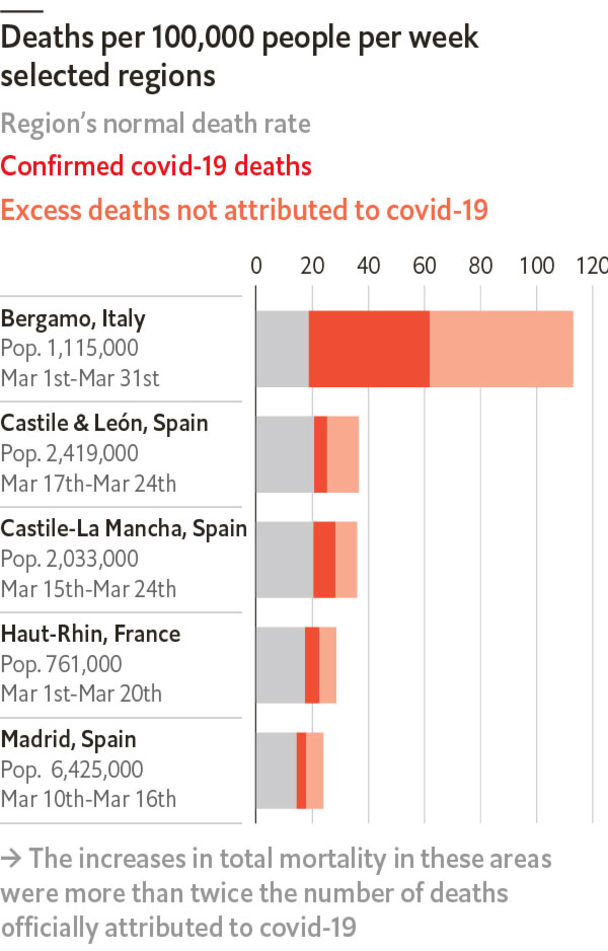 Deaths per 100,000 people per week
selected regions
Region's normal death rate
Confirmed covid-19 deaths
Excess deaths not attributed to covid-19
0 20 40 60 80 100 120
Bergamo, Italy
Pop. 1,115,000
Mar 1st-Mar 31st
Castile & León, Spain
Pop. 2,419,000
Mar 17th-Mar 24th
Castile-La Mancha, Spain
Pop. 2,033,000
Mar 15th-Mar 24th
Haut-Rhin, France
Pop. 761,000
Mar 1st-Mar 20th
Madrid, Spain
Pop. 6,425,000
Mar 10th-Mar 16th
→ The increases in total mortality in these areas
were more than twice the number of deaths
officially attributed to covid-19